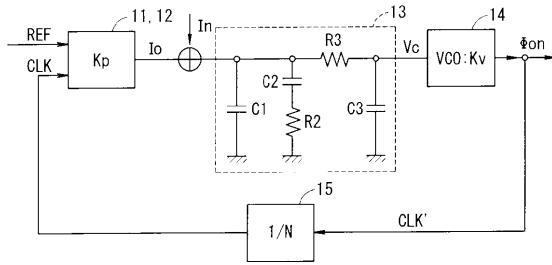 11, 12
In
13
14
REF
Io
R3
Vc
Φon
CLK
Kp
C2
VCO:Kv
C1
R2
C3
15
1/N
CLK'